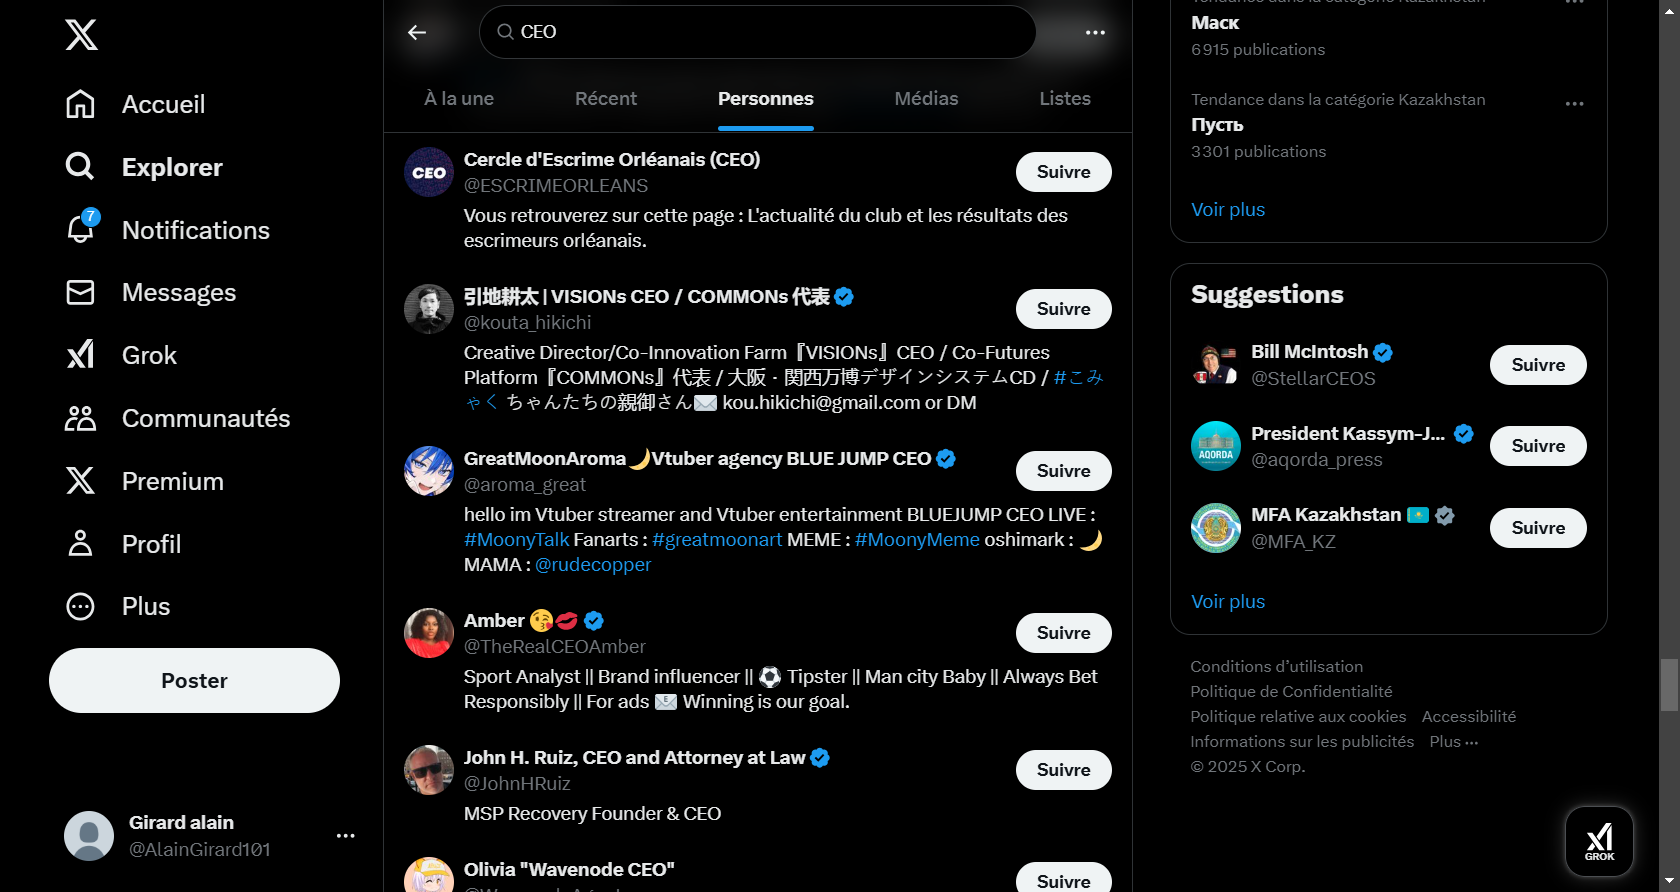 Accueil
Explorer
7
Notifications
Messages
Grok
Communautés
Premium
Profil
Plus
Poster
Girard alain
@AlainGirard101
CEO
À la une
Récent
Personnes
Médias
Listes
CEO
Cercle d'Escrime Orléanais (CEO)
@ESCRIMEORLEANS
Suivre
Vous retrouverez sur cette page : L'actualité du club et les résultats des
escrimeurs orléanais.
引地耕太 | VISIONs CEO / COMMONs 代表
@kouta_hikichi
Suivre
Creative Director/Co-Innovation Farm『VISIONs』CEO / Co-Futures
Platform『COMMONs』代表 / 大阪・関西万博デザインシステムCD / #こみ
ゃく ちゃんたちの親御さん✉️ kou.hikichi@gmail.com or DM
GreatMoonAroma🌙Vtuber agency BLUE JUMP CEO
@aroma_great
Suivre
hello im Vtuber streamer and Vtuber entertainment BLUEJUMP CEO LIVE :
#MoonyTalk Fanarts : #greatmoonart MEME : #MoonyMeme oshimark : 🌙
MAMA : @rudecopper
Amber 😘💋
@TheRealCEOAmber
Suivre
Sport Analyst || Brand influencer || ⚽ Tipster || Man city Baby || Always Bet
Responsibly || For ads 📧 Winning is our goal.
John H. Ruiz, CEO and Attorney at Law
@JohnHRuiz
Suivre
MSP Recovery Founder & CEO
Olivia "Wavenode CEO"
Suivre
Маск
6 915 publications
Tendance dans la catégorie Kazakhstan
Пусть
3 301 publications
Voir plus
Suggestions
Bill McIntosh
@StellarCEOS
Suivre
AQORDA
President Kassym-J...
@aqorda_press
Suivre
MFA Kazakhstan 🇰🇿
@MFA_KZ
Suivre
Voir plus
Conditions d’utilisation
Politique de Confidentialité
Politique relative aux cookies Accessibilité
Informations sur les publicités Plus ···
© 2025 X Corp.
GROK